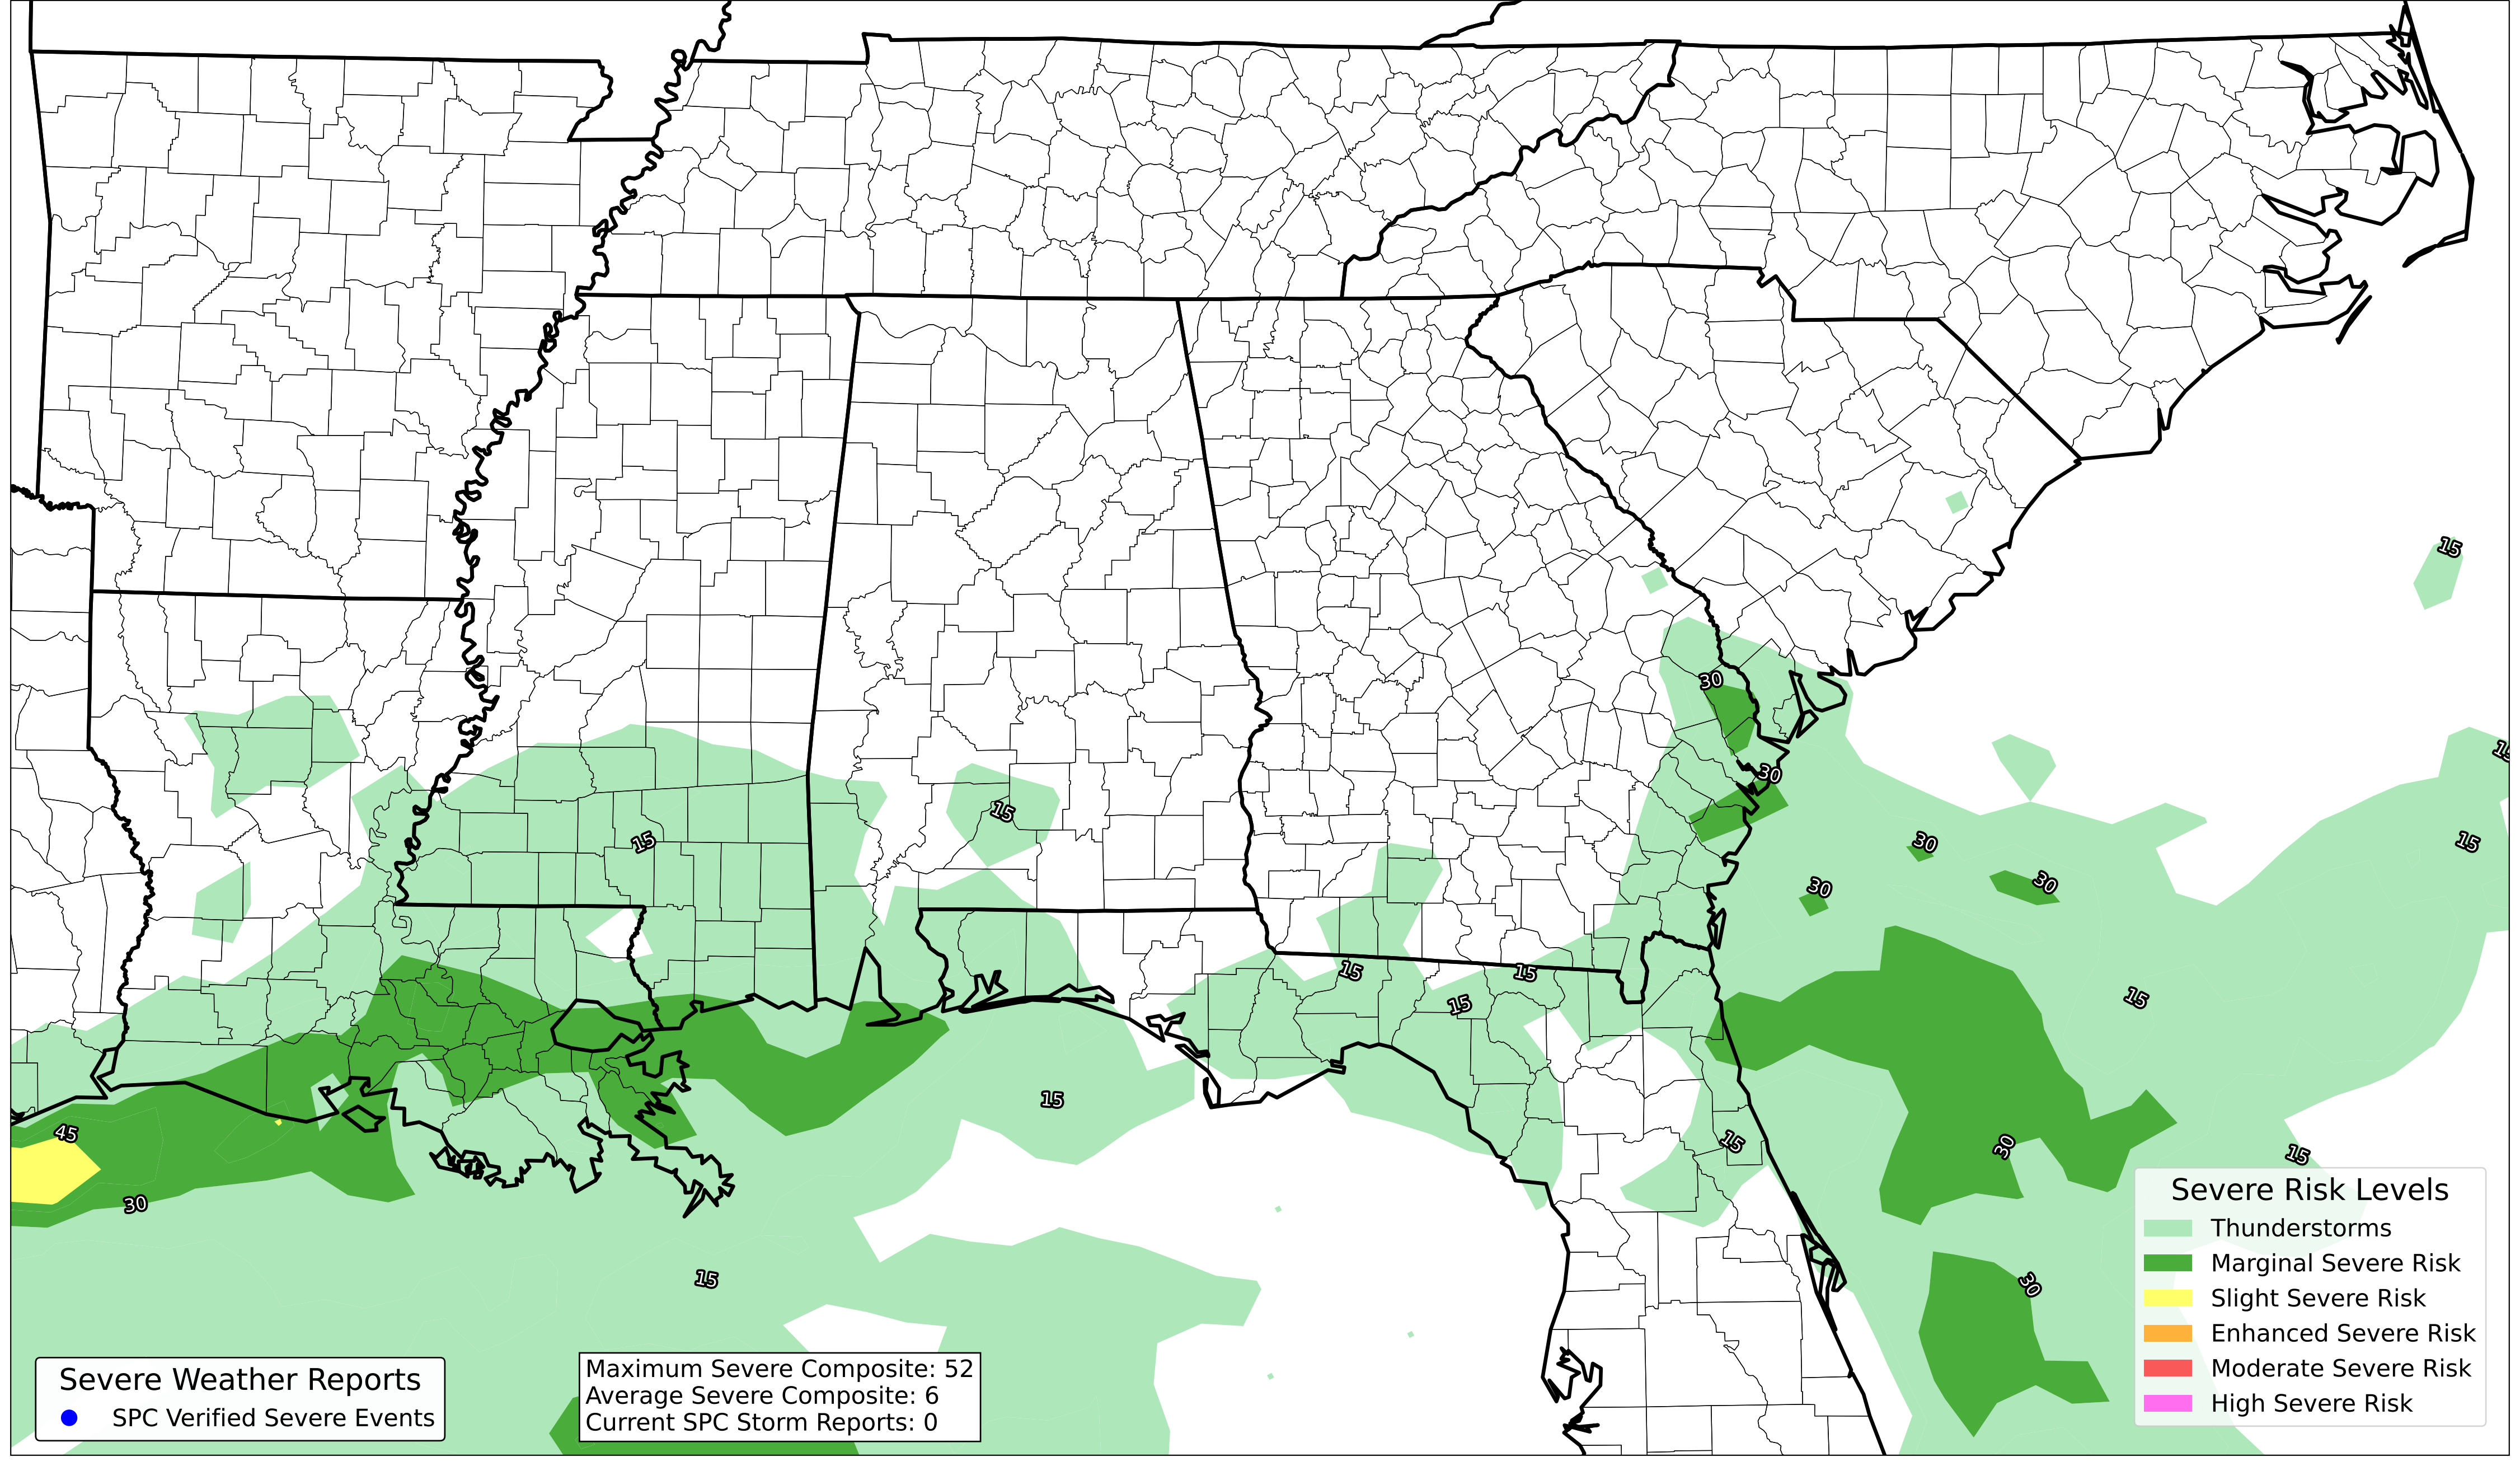 15
30
15
30
15
15
15
30
15
30
30
15
15
15
15
15
45
15
30
15
15
30
15
30
Severe Risk Levels
Thunderstorms
Marginal Severe Risk
Slight Severe Risk
Enhanced Severe Risk
Moderate Severe Risk
High Severe Risk
Severe Weather Reports
SPC Verified Severe Events
Maximum Severe Composite: 52
Average Severe Composite: 6
Current SPC Storm Reports: 0